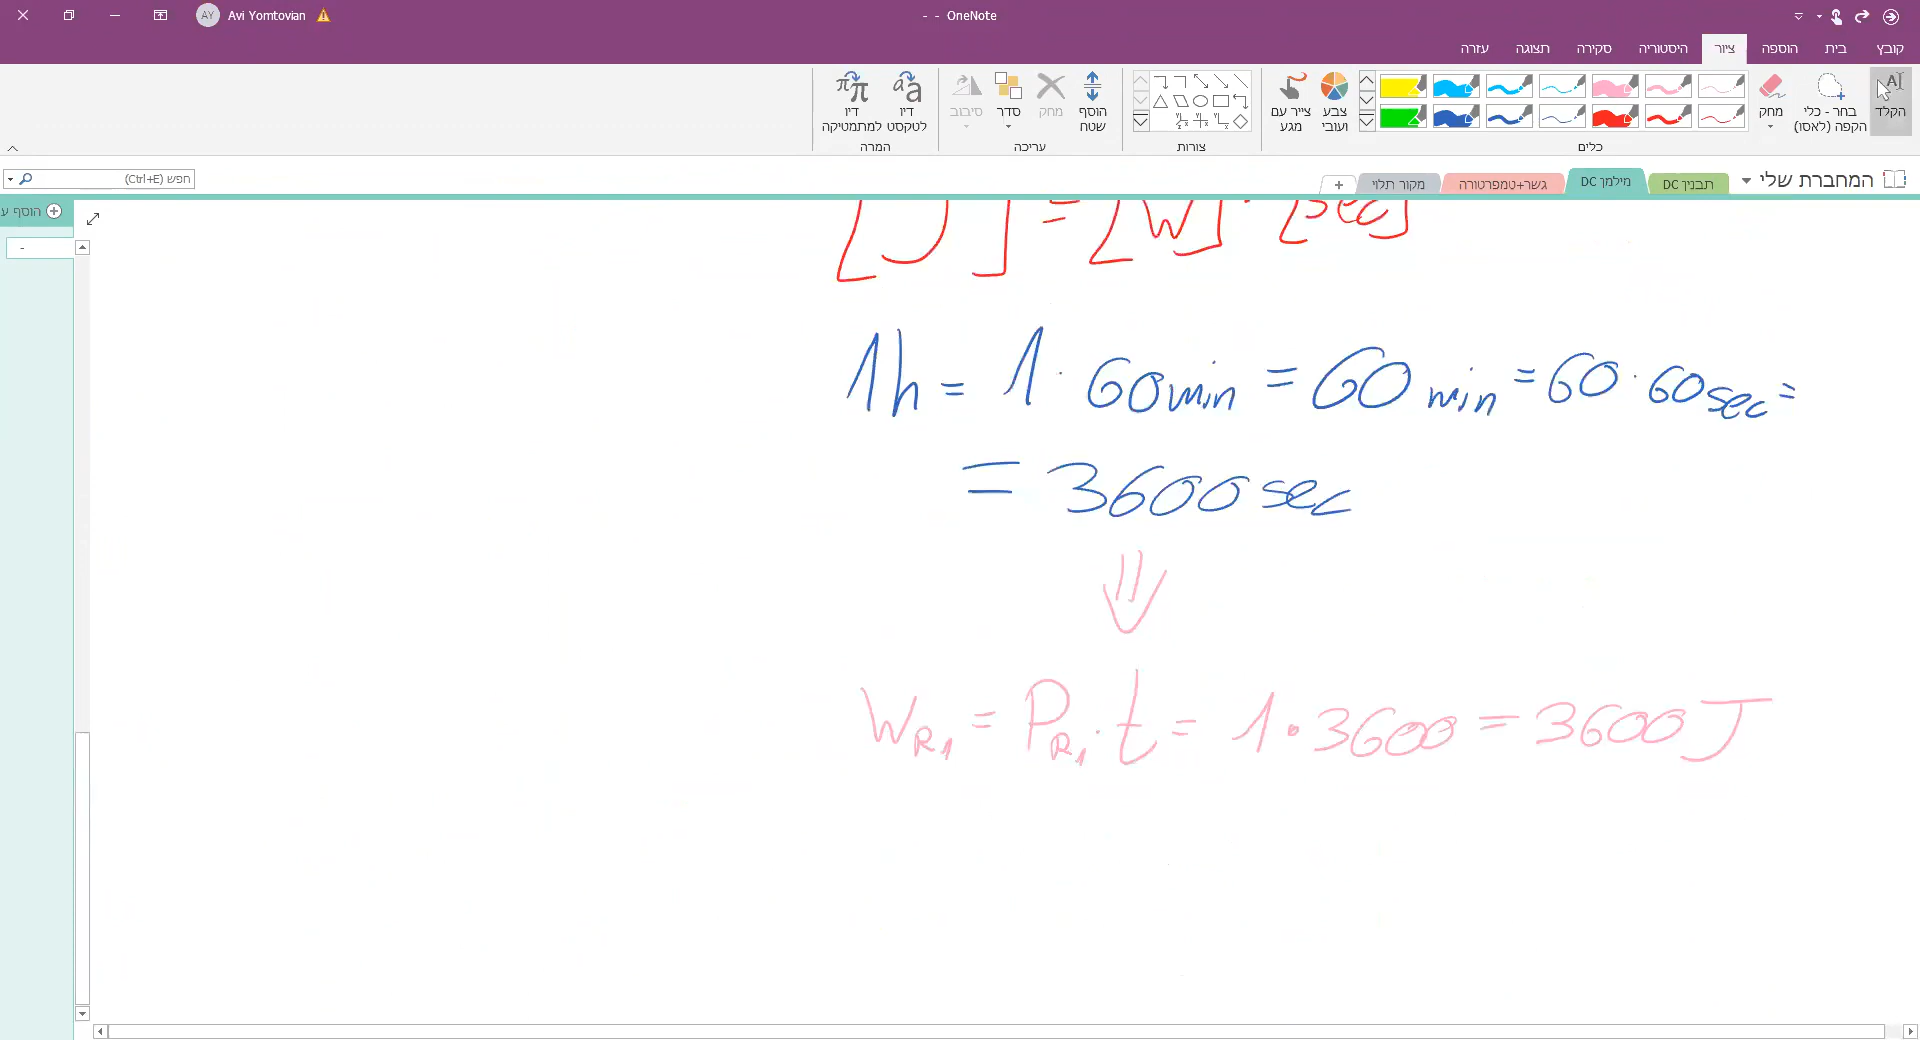 Avi Yomtovian AY
- - OneNote
קובץ בית הוספה ציור היסטוריה סקירה תצוגה עזרה
הקלד
בחר - כלי הקפה (לאסו)
מחק
צבע ועובי
צייר עם מגע
הוסף שטח
מחק
סדר
סיבוב
דיו לטקסט
דיו למתמטיקה
כלים צורות עריכה המרה
המחברת שלי תבנין DC מילמן DC גשר+טמפרטורה מקור תלוי +
חפש (Ctrl+E)
הוסף ע
-
[J] = [W] · [sec]
1h = 1 · 60min = 60 min = 60 · 60sec =
= 3600 sec
⇓
W_R1 = P_R1 · t = 1 · 3600 = 3600 J